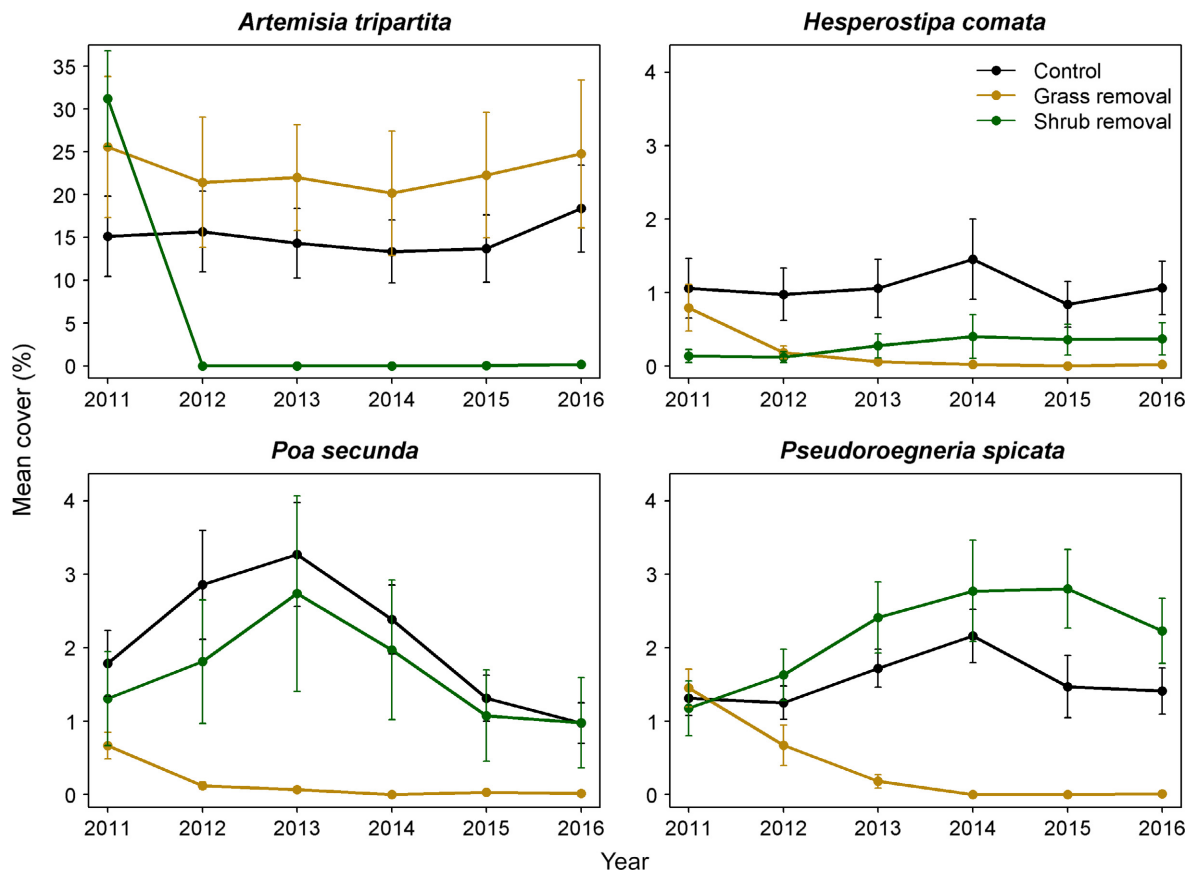 Artemisia tripartita
Hesperostipa comata
35
30
25
20
15
10
5
0
2011 2012 2013 2014 2015 2016
4
3
2
1
0
Control
Grass removal
Shrub removal
2011 2012 2013 2014 2015 2016
Mean cover (%)
Poa secunda
Pseudoroegneria spicata
4
3
2
1
0
2011 2012 2013 2014 2015 2016
4
3
2
1
0
2011 2012 2013 2014 2015 2016
Year